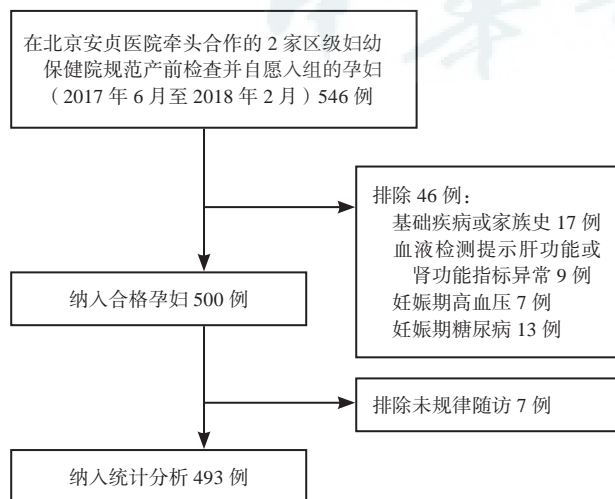 在北京安贞医院牵头合作的 2 家区级妇幼
保健院规范产前检查并自愿入组的孕妇
（2017 年 6 月至 2018 年 2 月）546 例
排除 46 例：
基础疾病或家族史 17 例
血液检测提示肝功能或
肾功能指标异常 9 例
妊娠期高血压 7 例
妊娠期糖尿病 13 例
纳入合格孕妇 500 例
排除未规律随访 7 例
纳入统计分析 493 例